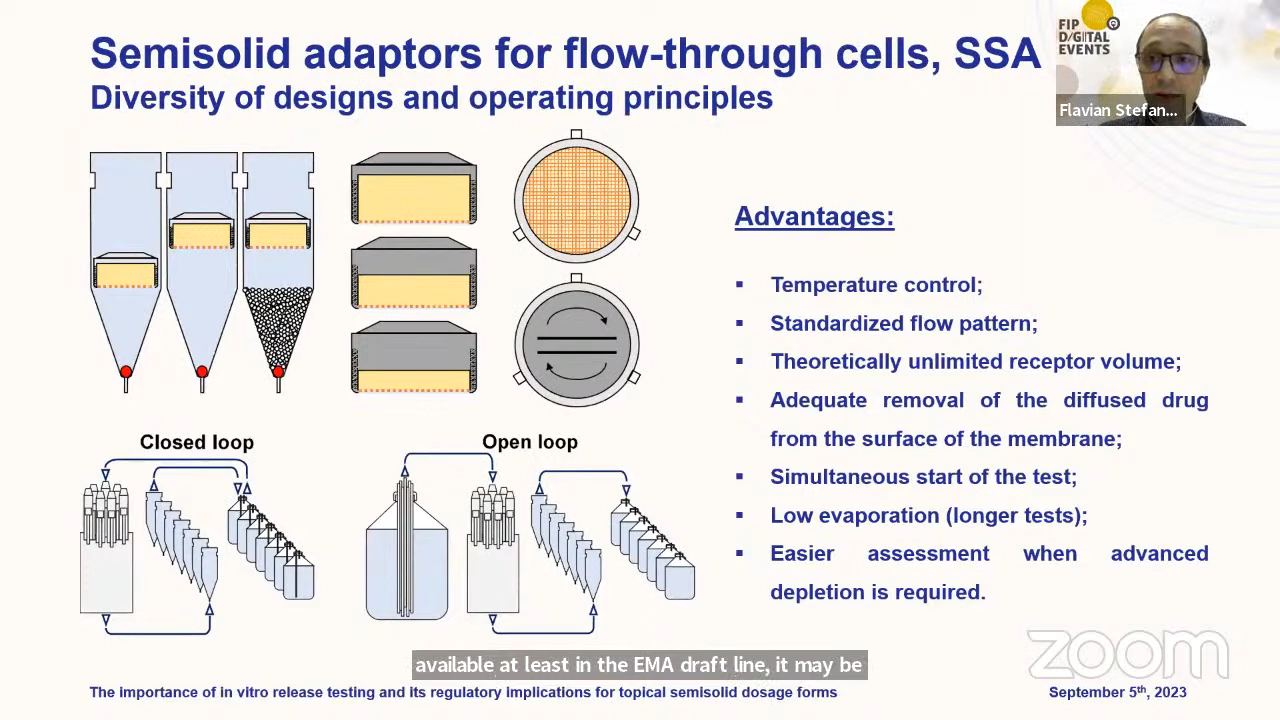 Semisolid adaptors for flow-through cells, SSA
Diversity of designs and operating principles
FIP
D/GITAL
EVENTS
Flavian Stefan...
Advantages:
▪ Temperature control;
▪ Standardized flow pattern;
▪ Theoretically unlimited receptor volume;
▪ Adequate removal of the diffused drug
from the surface of the membrane;
▪ Simultaneous start of the test;
▪ Low evaporation (longer tests);
▪ Easier assessment when advanced
depletion is required.
Closed loop
Open loop
zoom
available at least in the EMA draft line, it may be
The importance of in vitro release testing and its regulatory implications for topical semisolid dosage forms
September 5th, 2023